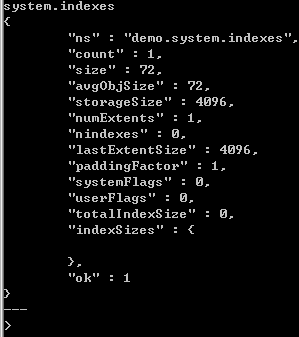 system.indexes
{
        "ns" : "demo.system.indexes",
        "count" : 1,
        "size" : 72,
        "avgObjSize" : 72,
        "storageSize" : 4096,
        "numExtents" : 1,
        "nindexes" : 0,
        "lastExtentSize" : 4096,
        "paddingFactor" : 1,
        "systemFlags" : 0,
        "userFlags" : 0,
        "totalIndexSize" : 0,
        "indexSizes" : {

        },
        "ok" : 1
}
---
>